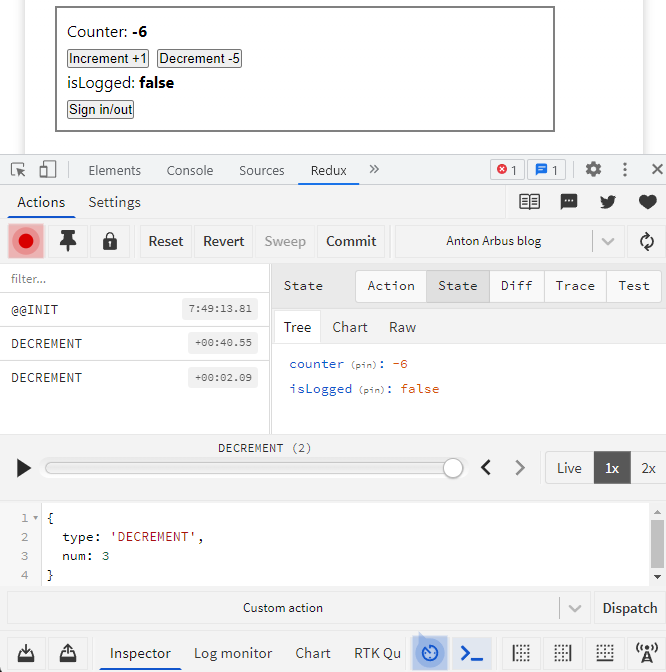 Counter: -6
Increment +1 Decrement -5
isLogged: false
Sign in/out
Elements Console Sources Redux » 1 1
Actions Settings
Reset Revert Sweep Commit Anton Arbus blog
filter...
@@INIT 7:49:13.81
DECREMENT +00:40.55
DECREMENT +00:02.09
State Action State Diff Trace Test
Tree Chart Raw
counter (pin): -6
isLogged (pin): false
DECREMENT (2)
Live 1x 2x
1 {
2 type: 'DECREMENT',
3 num: 3
4 }
Custom action Dispatch
Inspector Log monitor Chart RTK Qu